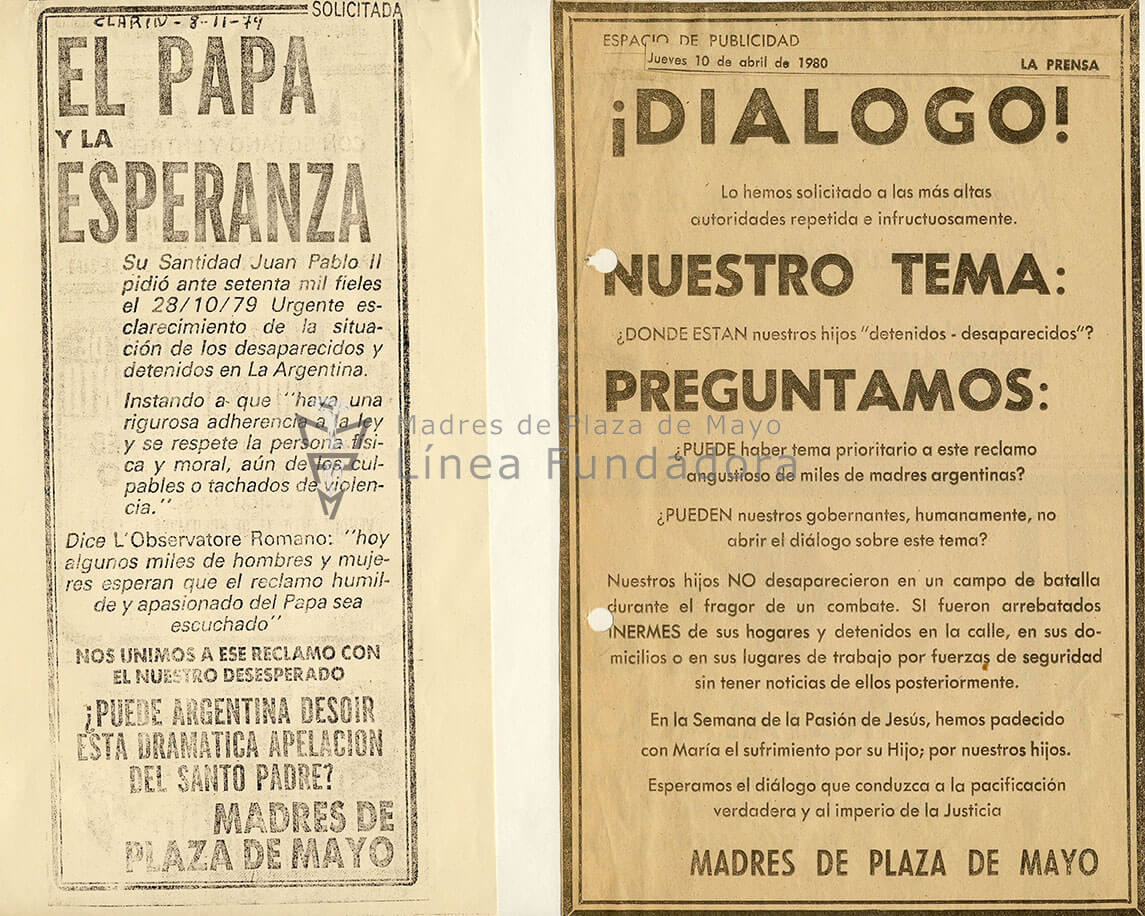 SOLICITADA
CLARIN - 8-11-79
EL PAPA
Y LA
ESPERANZA
Su Santidad Juan Pablo II
pidió ante setenta mil fieles
el 28/10/79 Urgente es-
clarecimiento de la situa-
ción de los desaparecidos y
detenidos en La Argentina.
Instando a que "haya una
rigurosa adherencia a la ley
y se respete la persona físi-
ca y moral, aún de los cul-
pables o tachados de violen-
cia."
Dice L'Observatore Romano: "hoy
algunos miles de hombres y muje-
res esperan que el reclamo humil-
de y apasionado del Papa sea
escuchado"
NOS UNIMOS A ESE RECLAMO CON
EL NUESTRO DESESPERADO
¿PUEDE ARGENTINA DESOIR
ESTA DRAMATICA APELACION
DEL SANTO PADRE?
MADRES DE
PLAZA DE MAYO
ESPACIO DE PUBLICIDAD
Jueves 10 de abril de 1980
LA PRENSA
¡DIALOGO!
Lo hemos solicitado a las más altas
autoridades repetida e infructuosamente.
NUESTRO TEMA:
¿DONDE ESTAN nuestros hijos "detenidos - desaparecidos"?
PREGUNTAMOS:
¿PUEDE haber tema prioritario a este reclamo
angustioso de miles de madres argentinas?
¿PUEDEN nuestros gobernantes, humanamente, no
abrir el diálogo sobre este tema?
Nuestros hijos NO desaparecieron en un campo de batalla
durante el fragor de un combate. SI fueron arrebatados
INERMES de sus hogares y detenidos en la calle, en sus do-
micilios o en sus lugares de trabajo por fuerzas de seguridad
sin tener noticias de ellos posteriormente.
En la Semana de la Pasión de Jesús, hemos padecido
con María el sufrimiento por su Hijo; por nuestros hijos.
Esperamos el diálogo que conduzca a la pacificación
verdadera y al imperio de la Justicia
MADRES DE PLAZA DE MAYO
Madres de Plaza de Mayo
Línea Fundadora